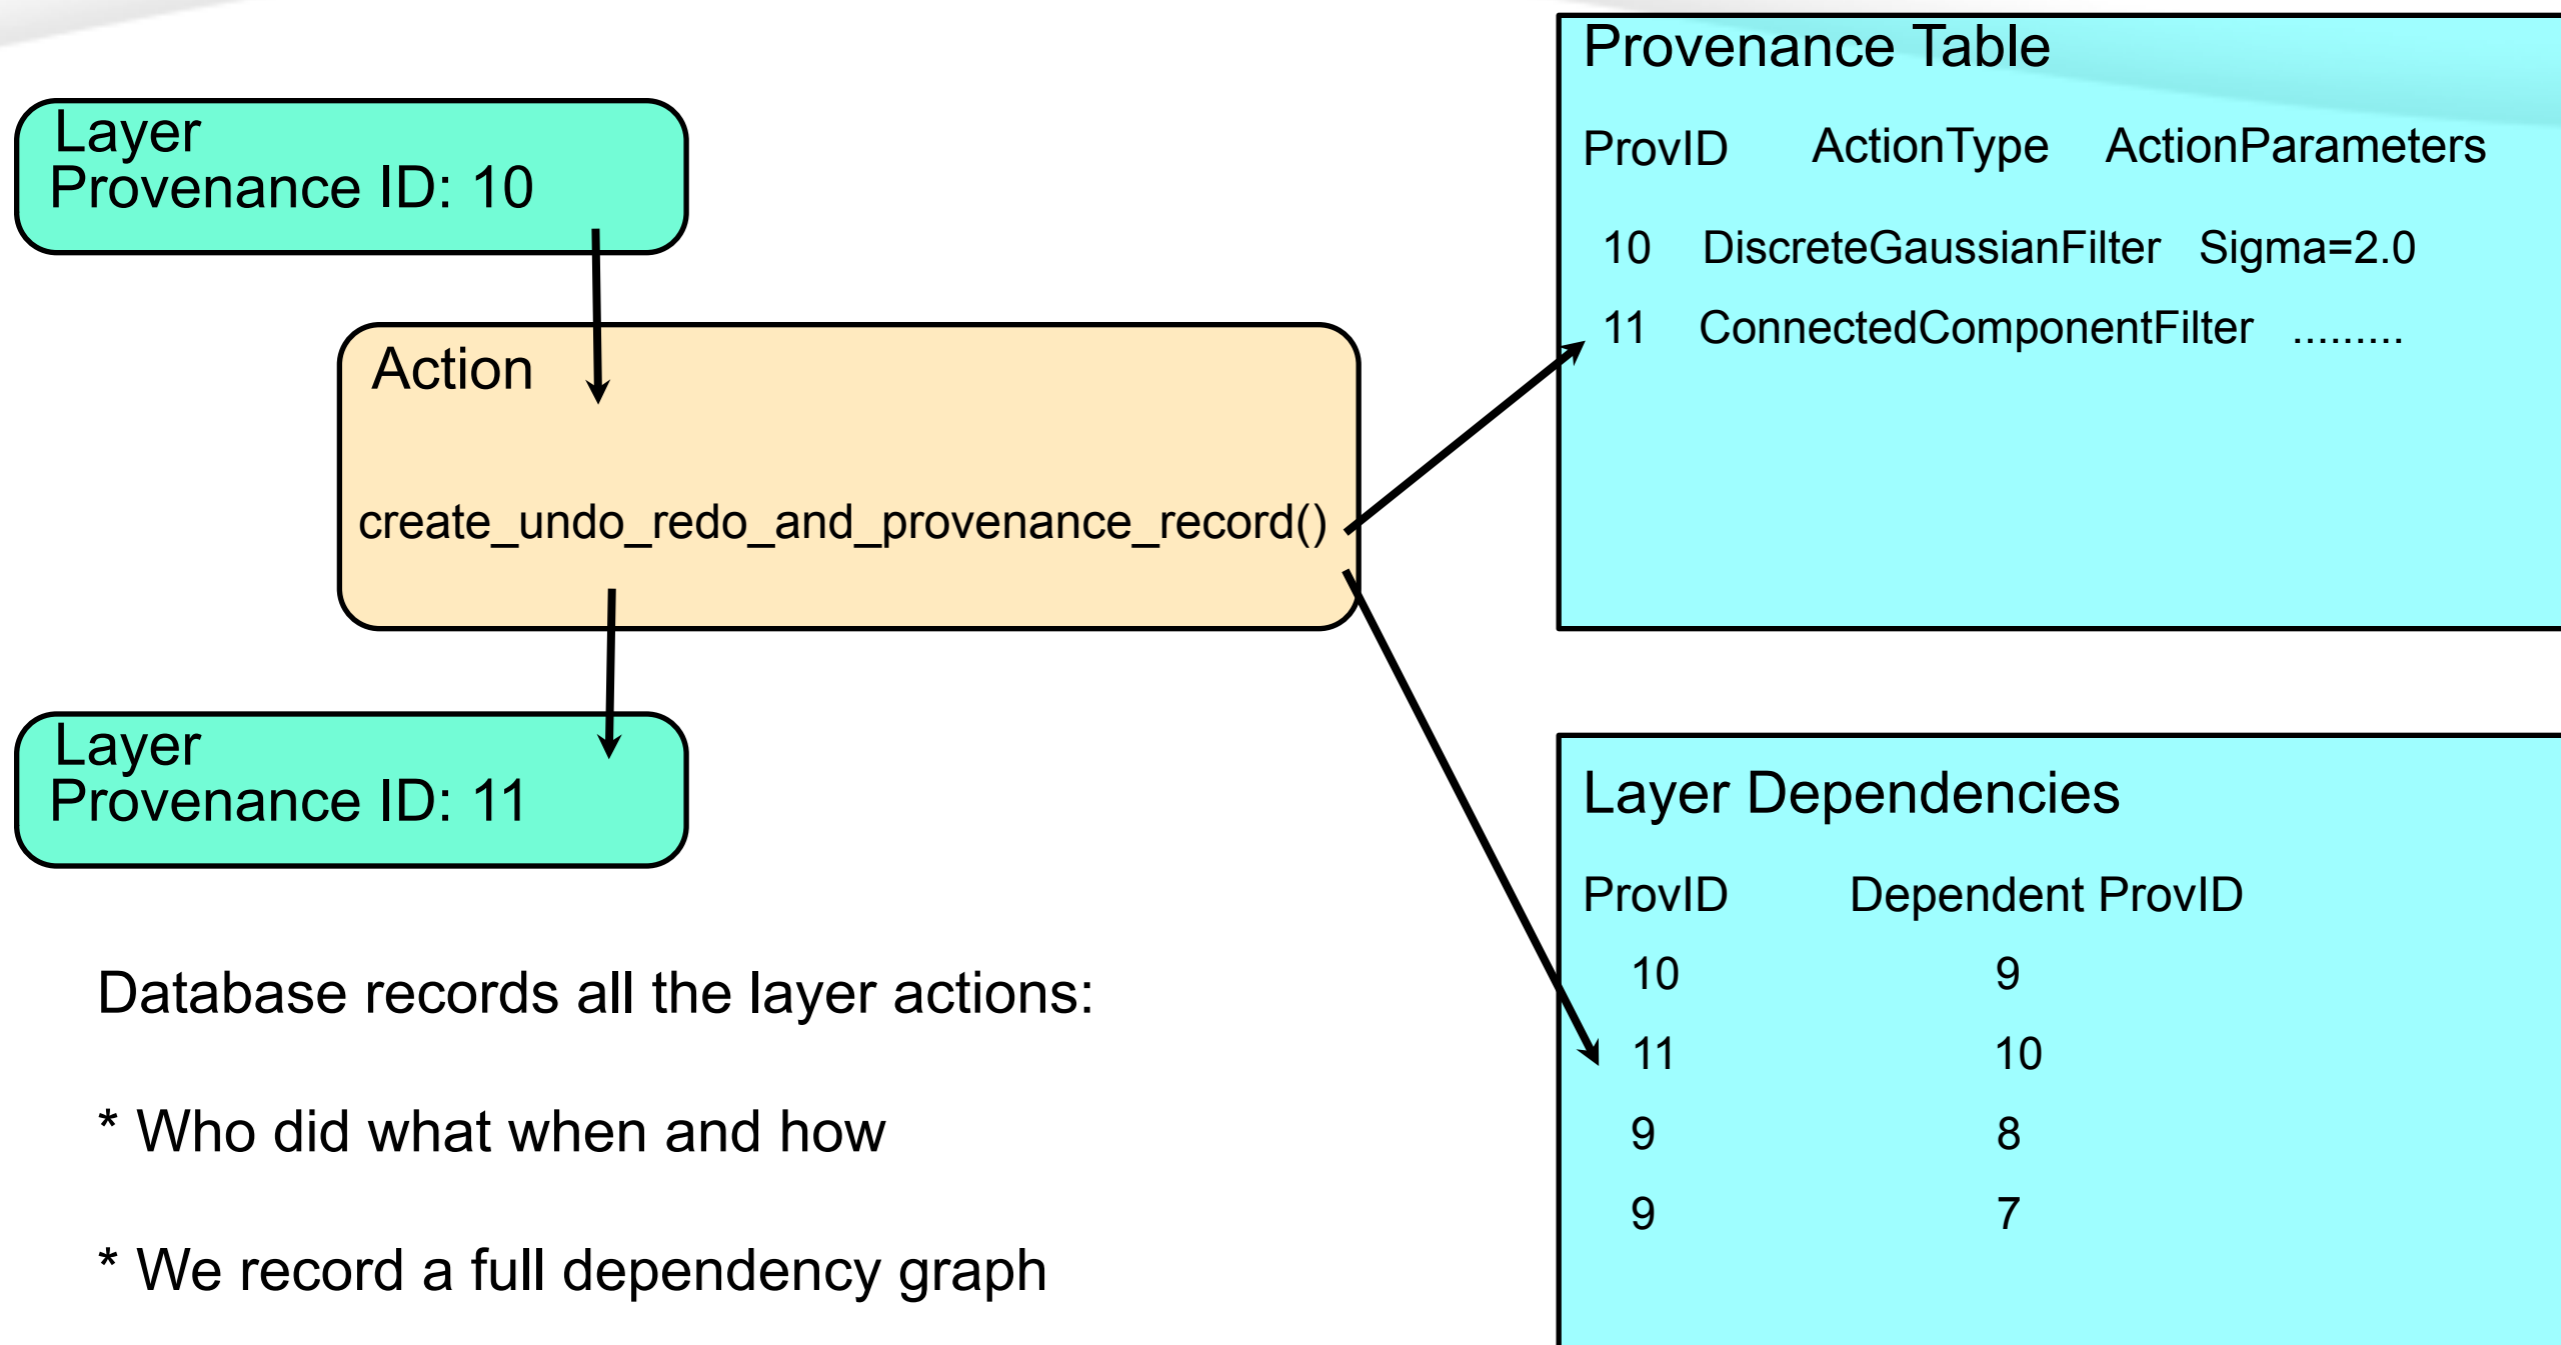 Layer
Provenance ID: 10
Action
create_undo_redo_and_provenance_record()
Layer
Provenance ID: 11
Database records all the layer actions:
* Who did what when and how
* We record a full dependency graph
Provenance Table
ProvID ActionType ActionParameters
10 DiscreteGaussianFilter Sigma=2.0
11 ConnectedComponentFilter .........
Layer Dependencies
ProvID Dependent ProvID
10 9
11 10
9 8
9 7